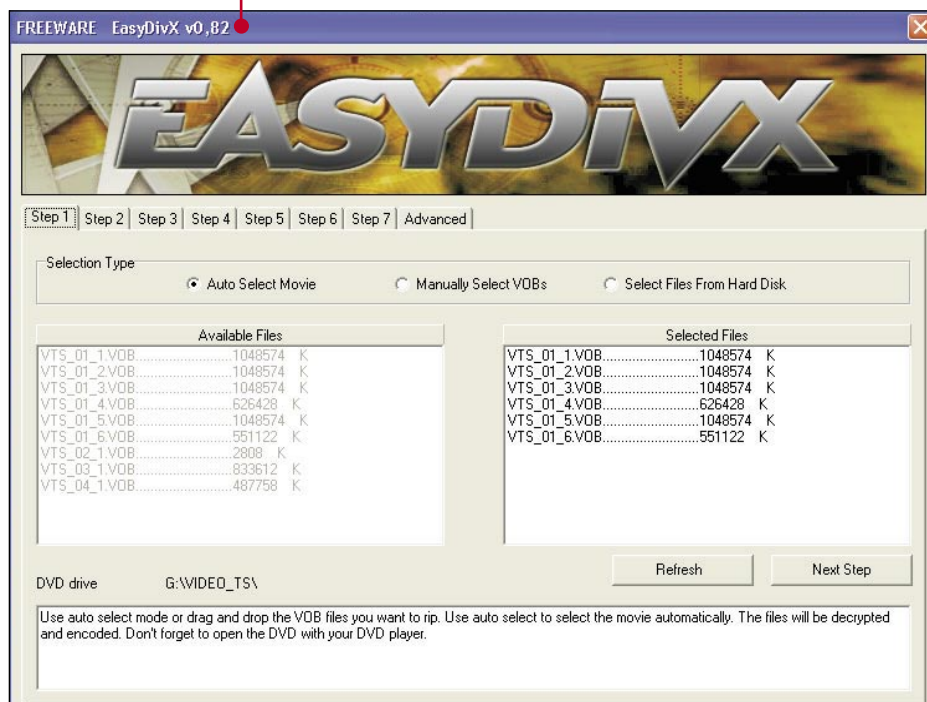 FREEWARE EasyDivX v0,82
EASYDIVX
Step 1 Step 2 Step 3 Step 4 Step 5 Step 6 Step 7 Advanced
Selection Type
Auto Select Movie Manually Select VOBs Select Files From Hard Disk
Available Files
VTS_01_1.VOB..........................1048574 K
VTS_01_2.VOB..........................1048574 K
VTS_01_3.VOB..........................1048574 K
VTS_01_4.VOB..........................626428 K
VTS_01_5.VOB..........................1048574 K
VTS_01_6.VOB..........................551122 K
VTS_02_1.VOB..........................2808 K
VTS_03_1.VOB..........................833612 K
VTS_04_1.VOB..........................487758 K
Selected Files
VTS_01_1.VOB..........................1048574 K
VTS_01_2.VOB..........................1048574 K
VTS_01_3.VOB..........................1048574 K
VTS_01_4.VOB..........................626428 K
VTS_01_5.VOB..........................1048574 K
VTS_01_6.VOB..........................551122 K
Refresh Next Step
DVD drive G:\VIDEO_TS\
Use auto select mode or drag and drop the VOB files you want to rip. Use auto select to select the movie automatically. The files will be decrypted
and encoded. Don't forget to open the DVD with your DVD player.